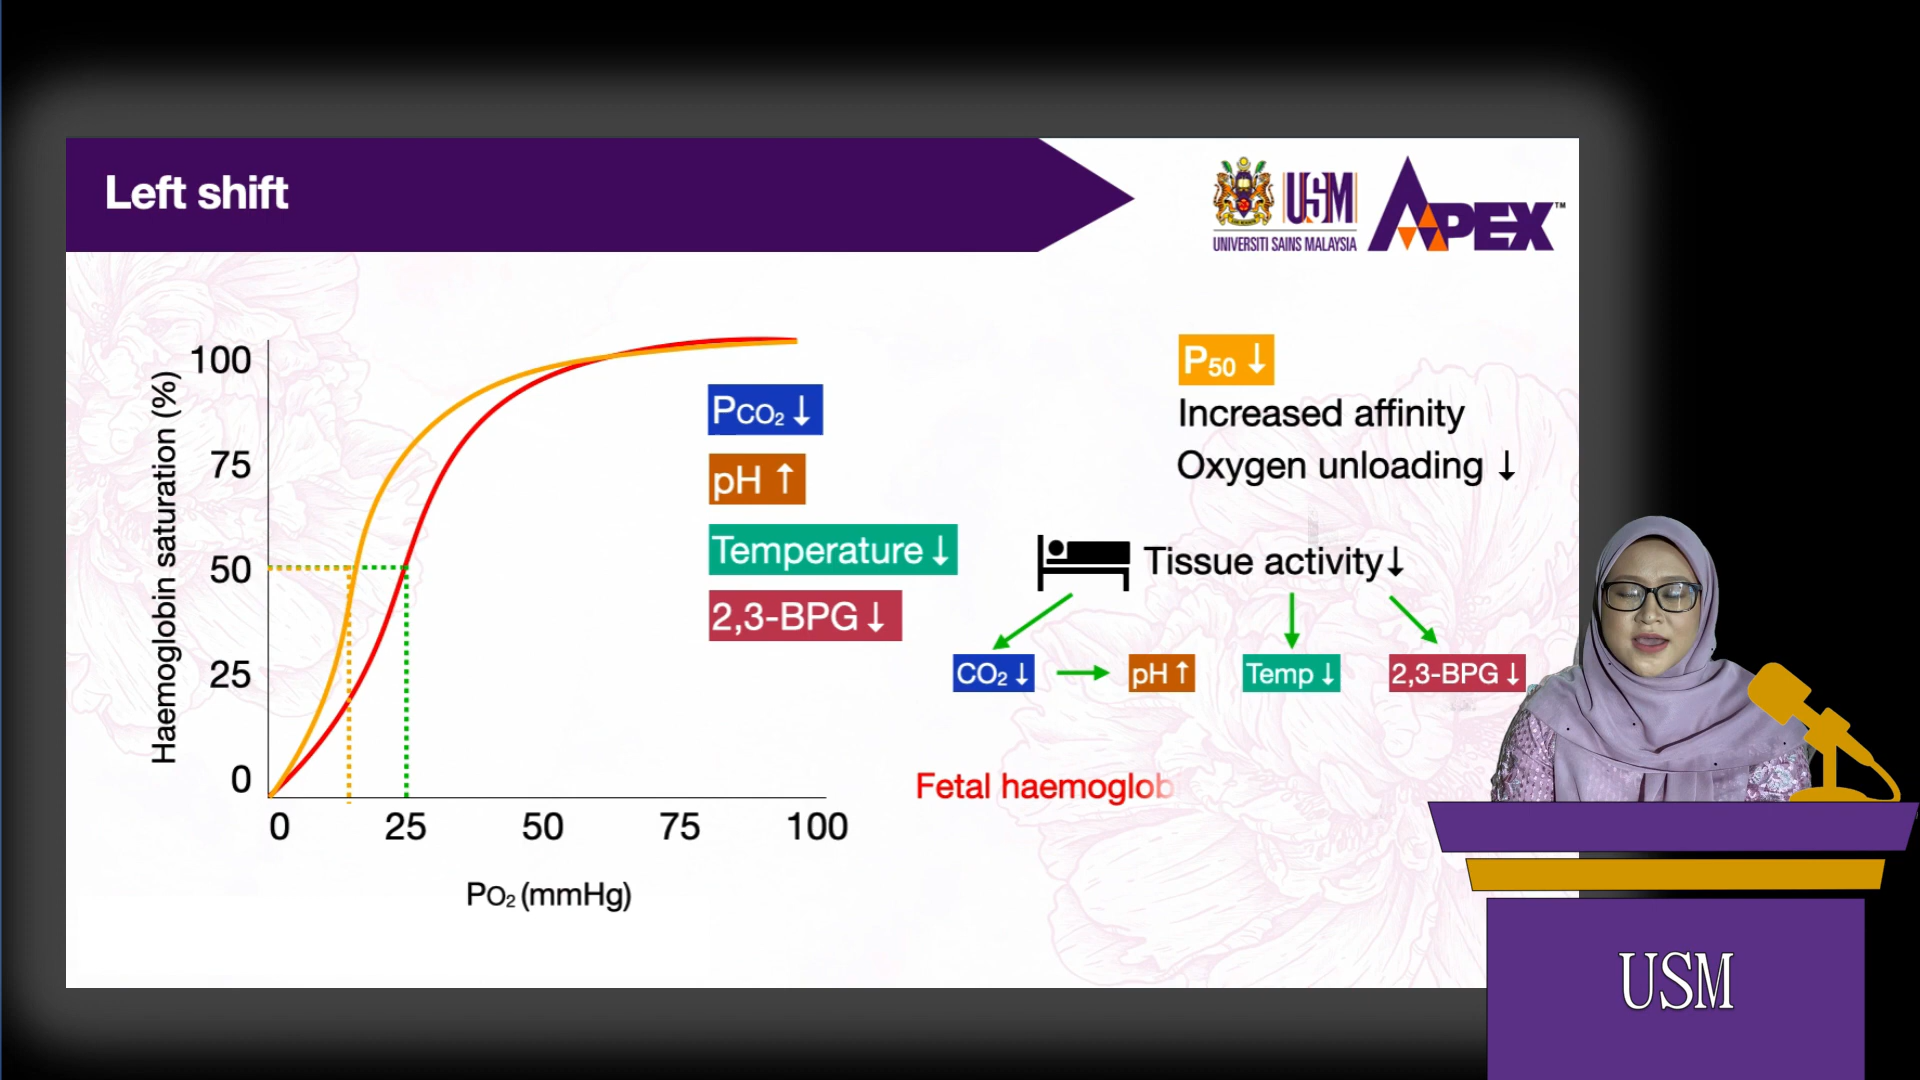 Left shift
USM
UNIVERSITI SAINS MALAYSIA
APEX™
Haemoglobin saturation (%)
100
75
50
25
0
0 25 50 75 100
PO₂ (mmHg)
PCO₂ ↓
pH ↑
Temperature ↓
2,3-BPG ↓
P₅₀ ↓
Increased affinity
Oxygen unloading ↓
Tissue activity ↓
CO₂ ↓
pH ↑
Temp ↓
2,3-BPG ↓
Fetal haemoglob
USM